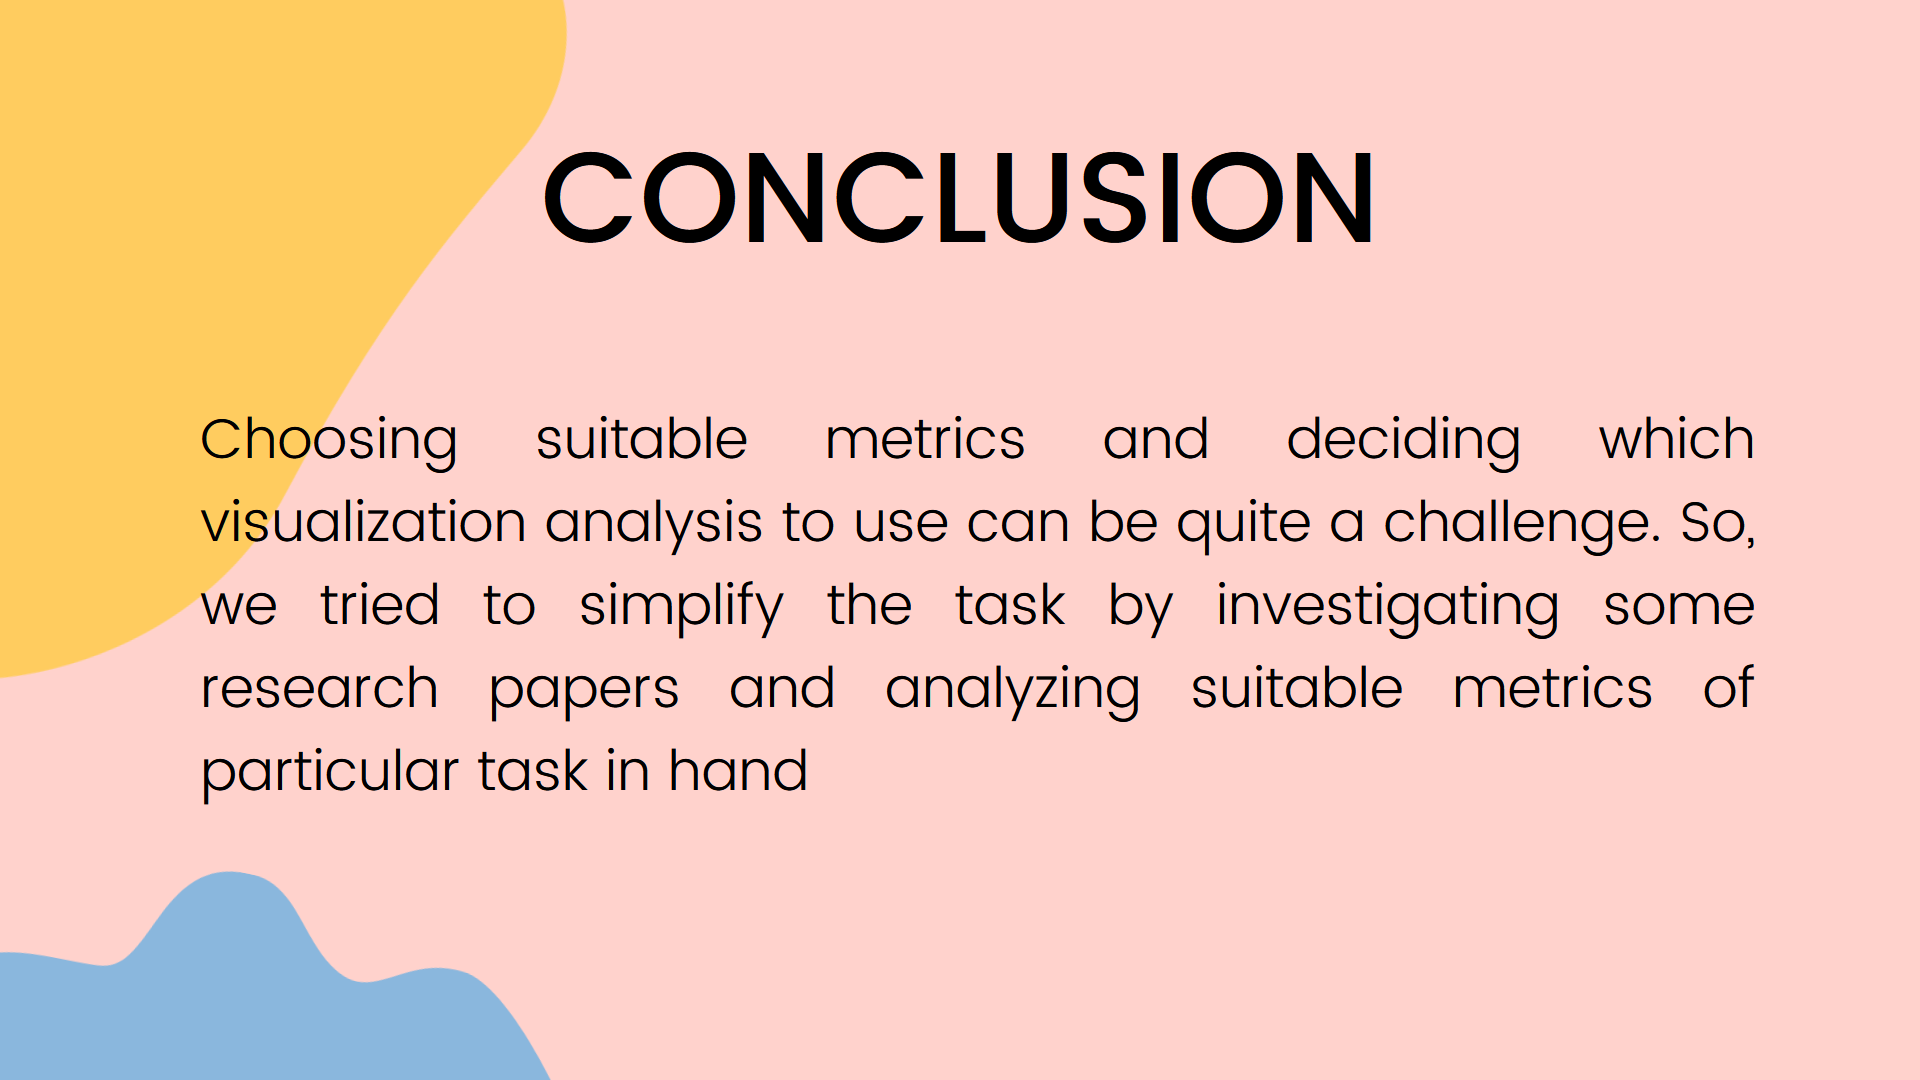 CONCLUSION
Choosing suitable metrics and deciding which
visualization analysis to use can be quite a challenge. So,
we tried to simplify the task by investigating some
research papers and analyzing suitable metrics of
particular task in hand